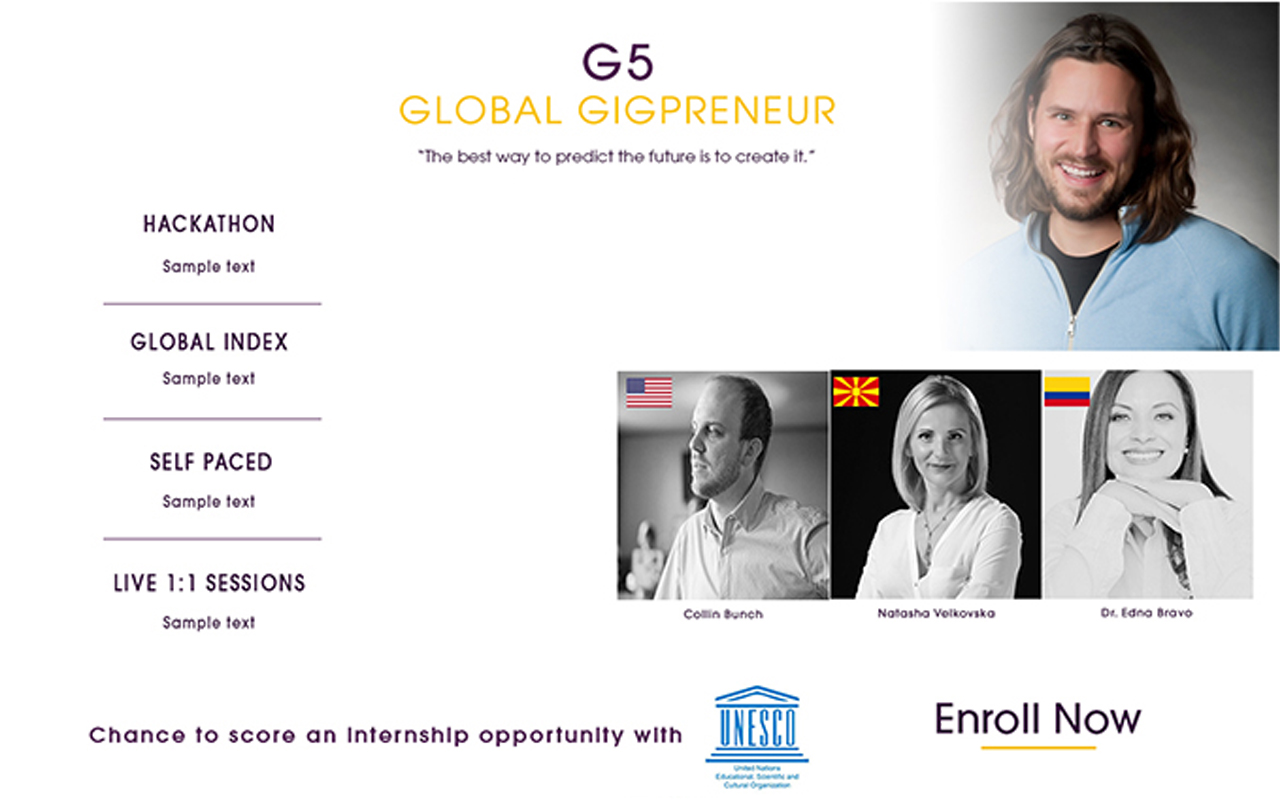 G5
GLOBAL GIGPRENEUR
“The best way to predict the future is to create it.”
HACKATHON
Sample text
GLOBAL INDEX
Sample text
SELF PACED
Sample text
LIVE 1:1 SESSIONS
Sample text
Collin Bunch
Natasha Velkovska
Dr. Edna Bravo
Chance to score an internship opportunity with
UNESCO
United Nations
Educational, Scientific and
Cultural Organization
Enroll Now